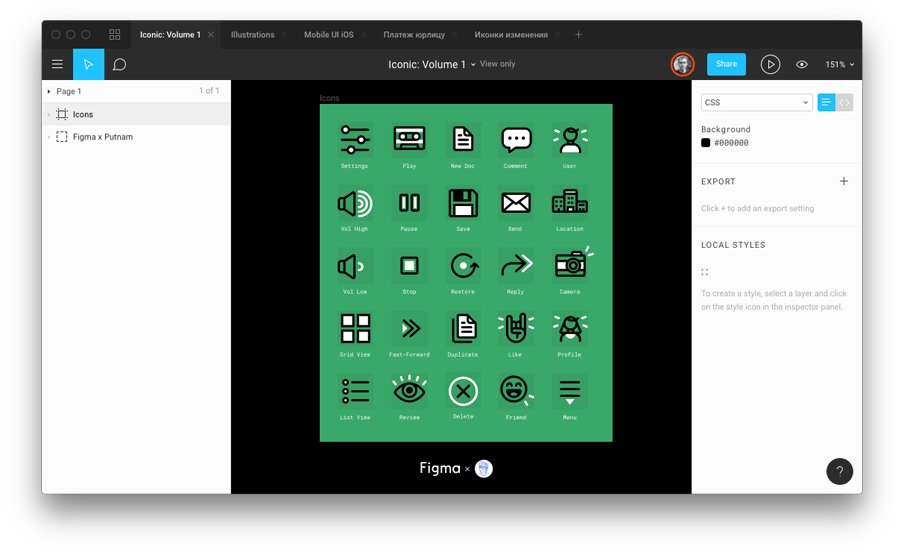 Iconic: Volume 1
Illustrations
Mobile UI iOS
Платеж юрлицу
Иконки изменения
Iconic: Volume 1
View only
Share
151%
Page 1
1 of 1
Icons
Figma x Putnam
Icons
Settings
Play
New Doc
Comment
User
Vol High
Pause
Save
Send
Location
Vol Low
Stop
Restore
Reply
Camera
Grid View
Fast-Forward
Duplicate
Like
Profile
List View
Review
Delete
Friend
Menu
Figma ×
CSS
Background
#000000
EXPORT
Click + to add an export setting
LOCAL STYLES
To create a style, select a layer and click
on the style icon in the inspector panel.
?